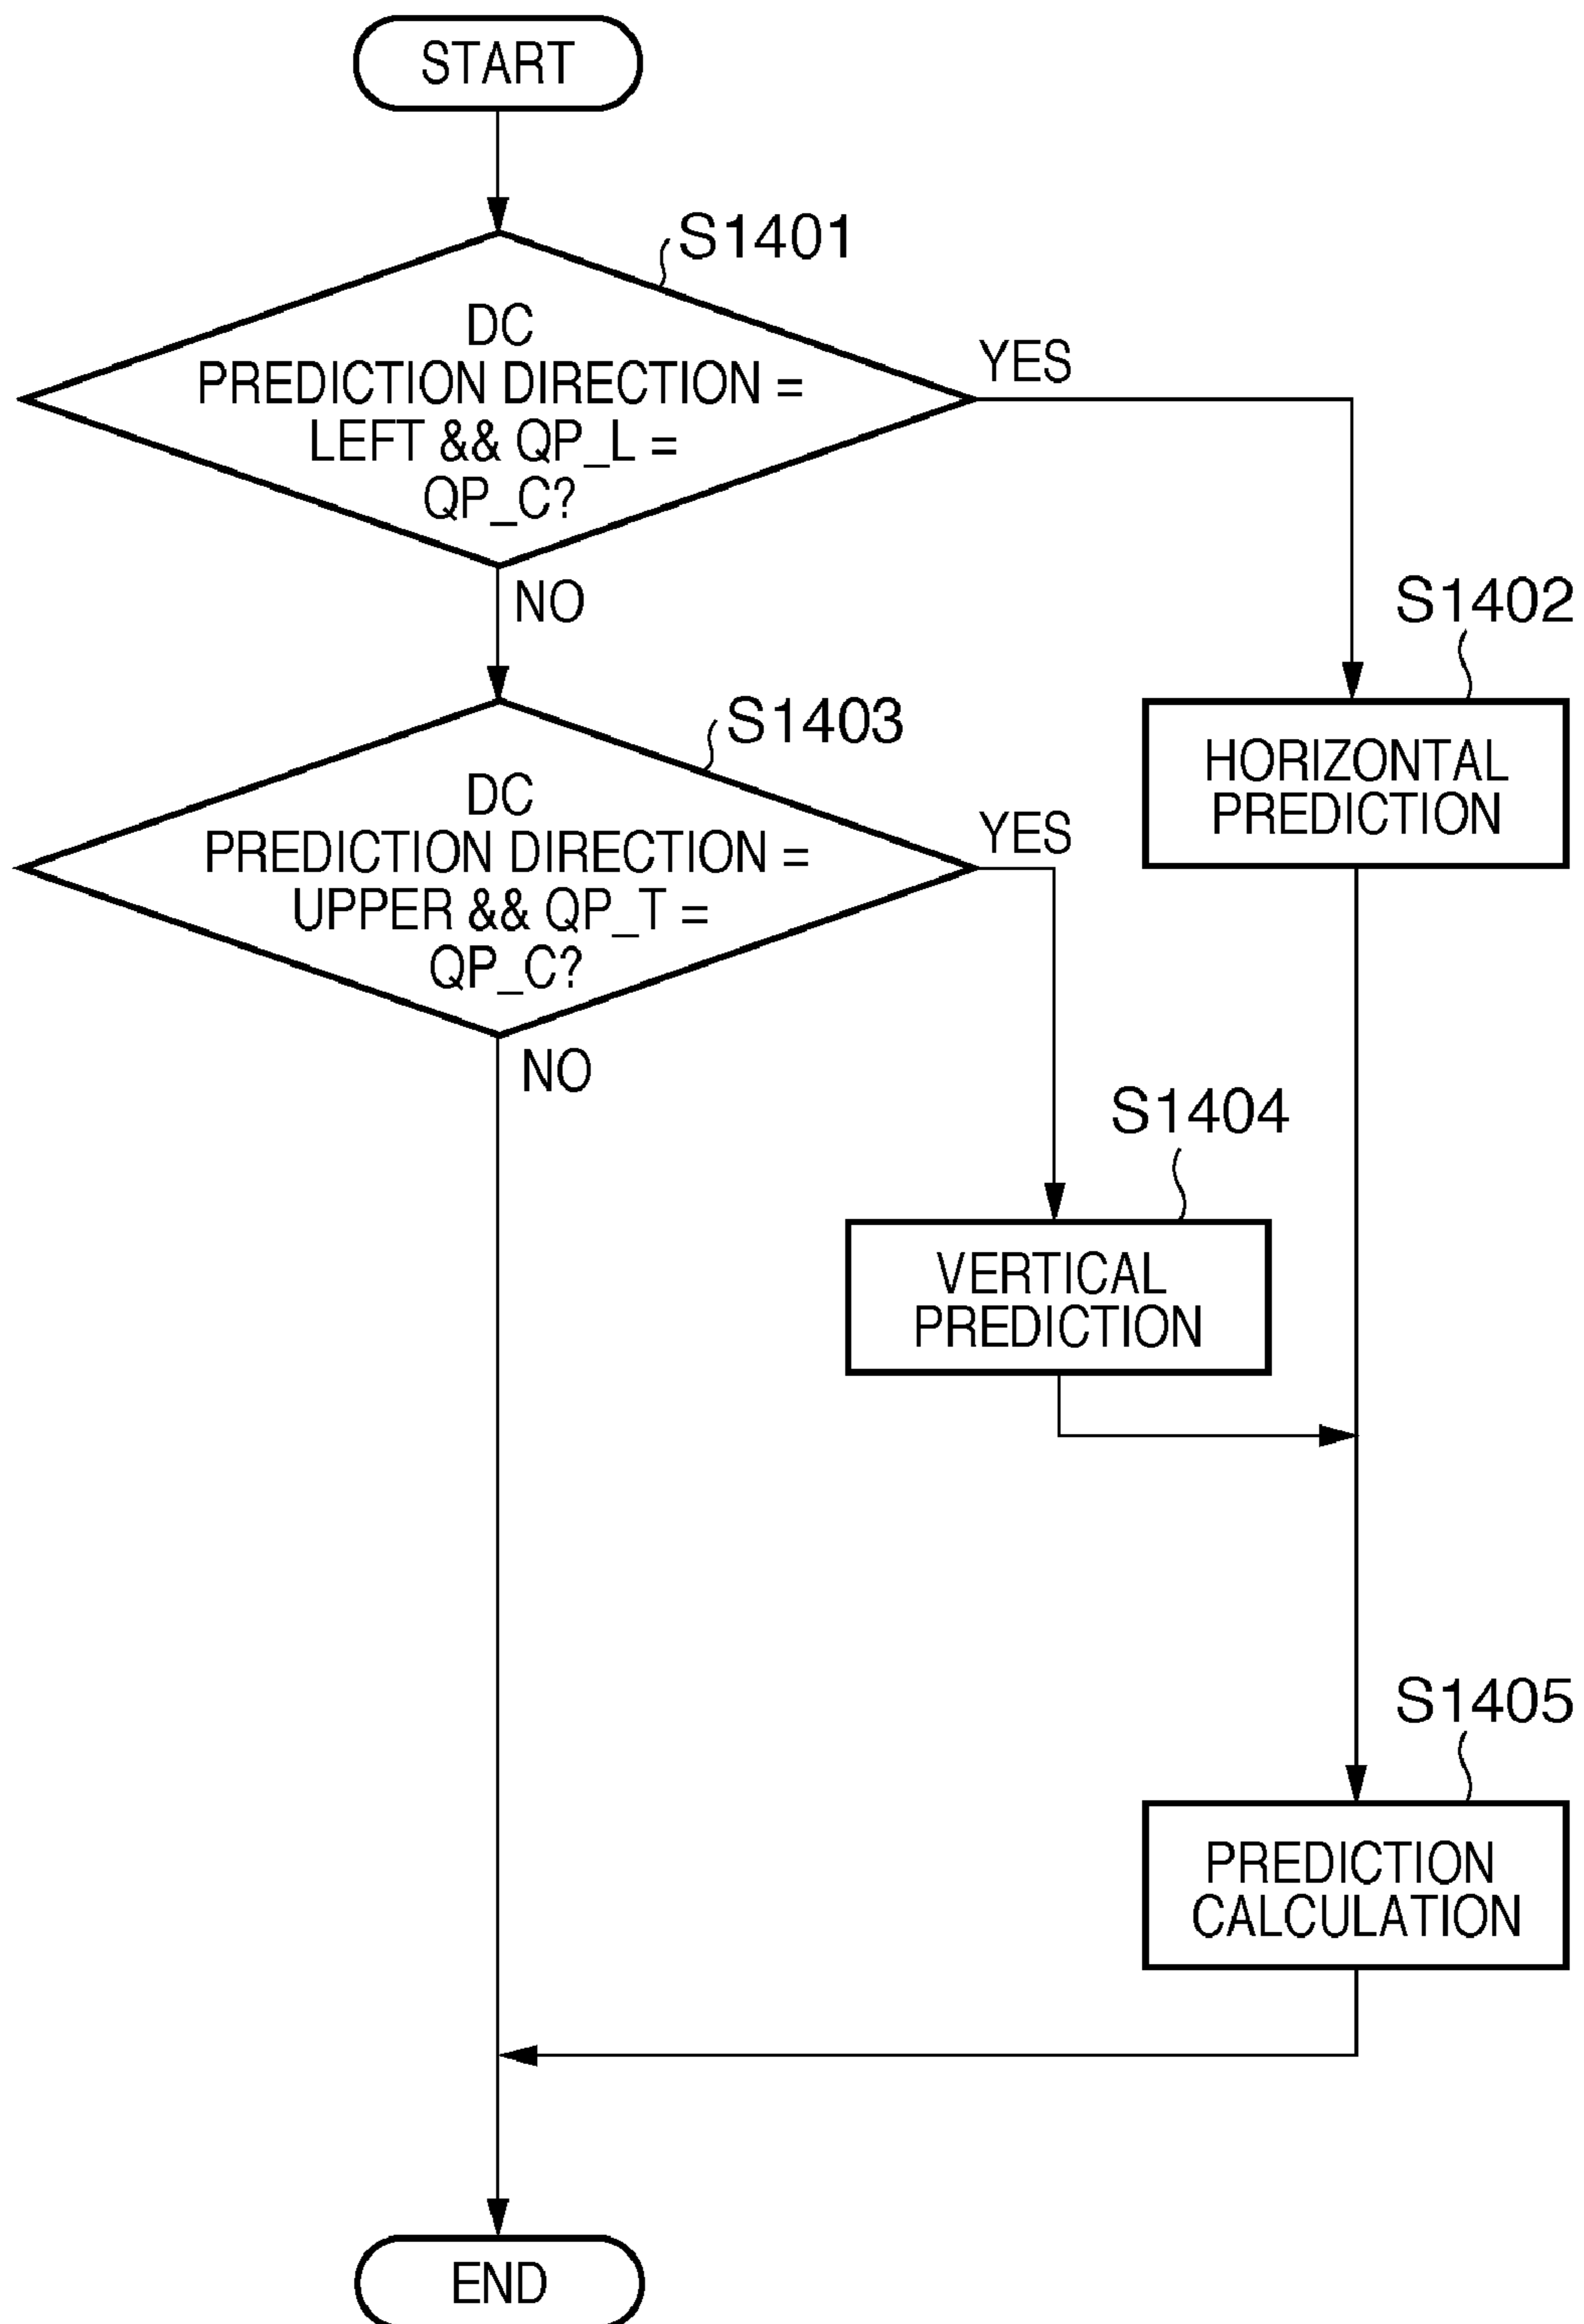 START
S1401
DC
PREDICTION DIRECTION =
LEFT && QP_L =
QP_C?
YES
NO
S1402
HORIZONTAL
PREDICTION
S1403
DC
PREDICTION DIRECTION =
UPPER && QP_T =
QP_C?
YES
NO
S1404
VERTICAL
PREDICTION
S1405
PREDICTION
CALCULATION
END